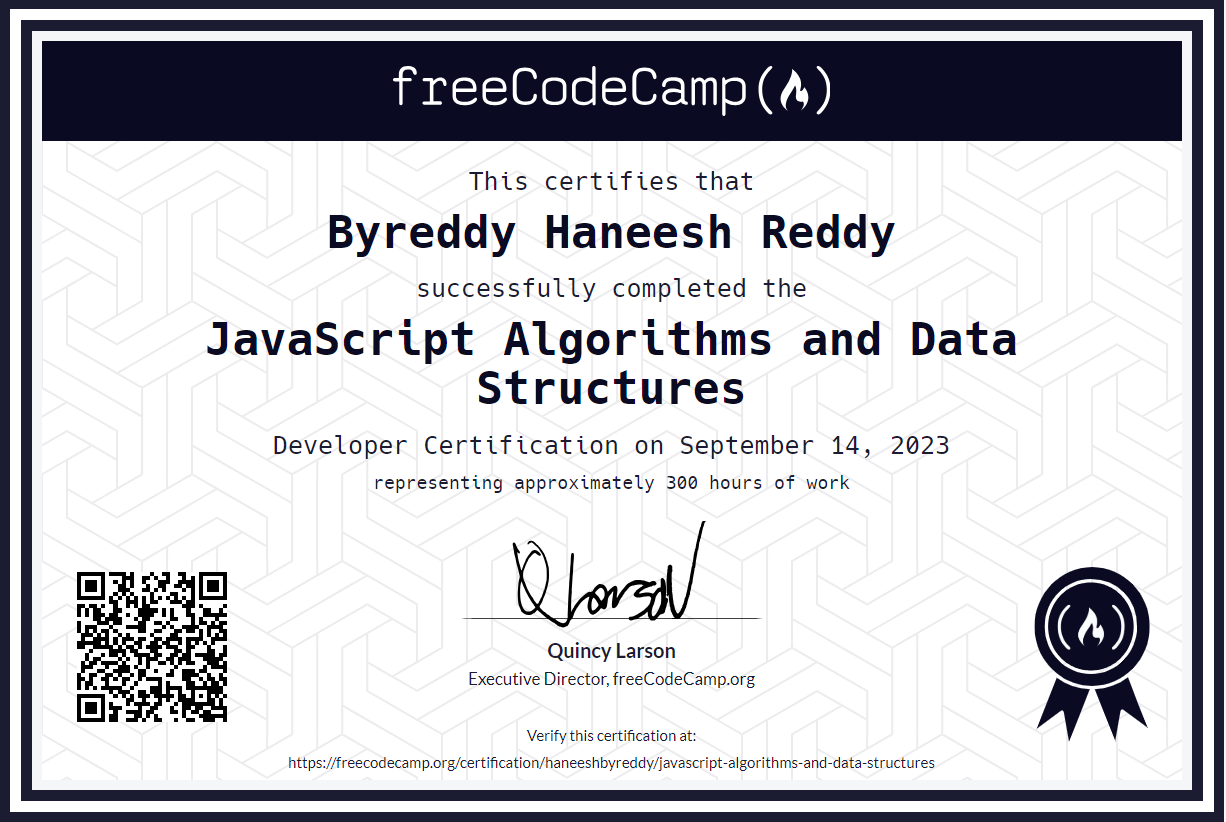 freeCodeCamp
This certifies that
Byreddy Haneesh Reddy
successfully completed the
JavaScript Algorithms and Data
Structures
Developer Certification on September 14, 2023
representing approximately 300 hours of work
Quincy Larson
Executive Director, freeCodeCamp.org
Verify this certification at:
https://freecodecamp.org/certification/haneeshbyreddy/javascript-algorithms-and-data-structures